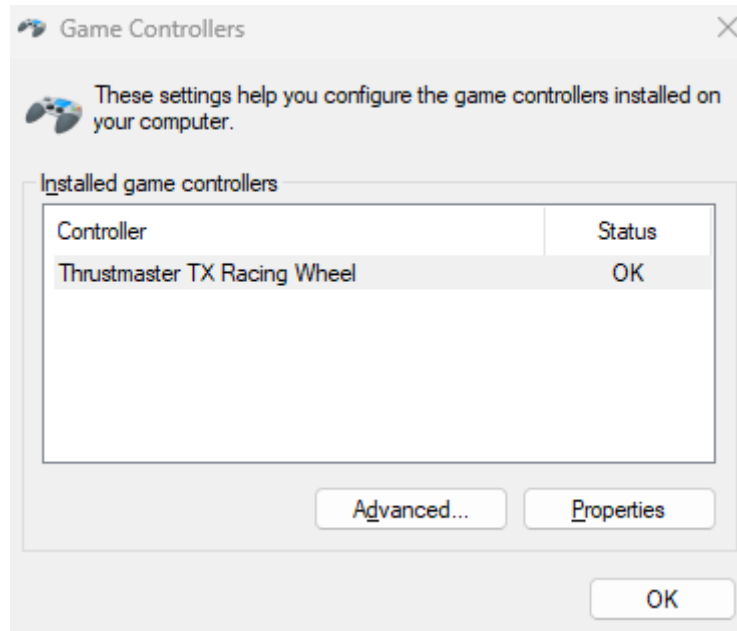 Game Controllers
These settings help you configure the game controllers installed on
your computer.
Installed game controllers
Controller Status
Thrustmaster TX Racing Wheel OK
Advanced... Properties
OK